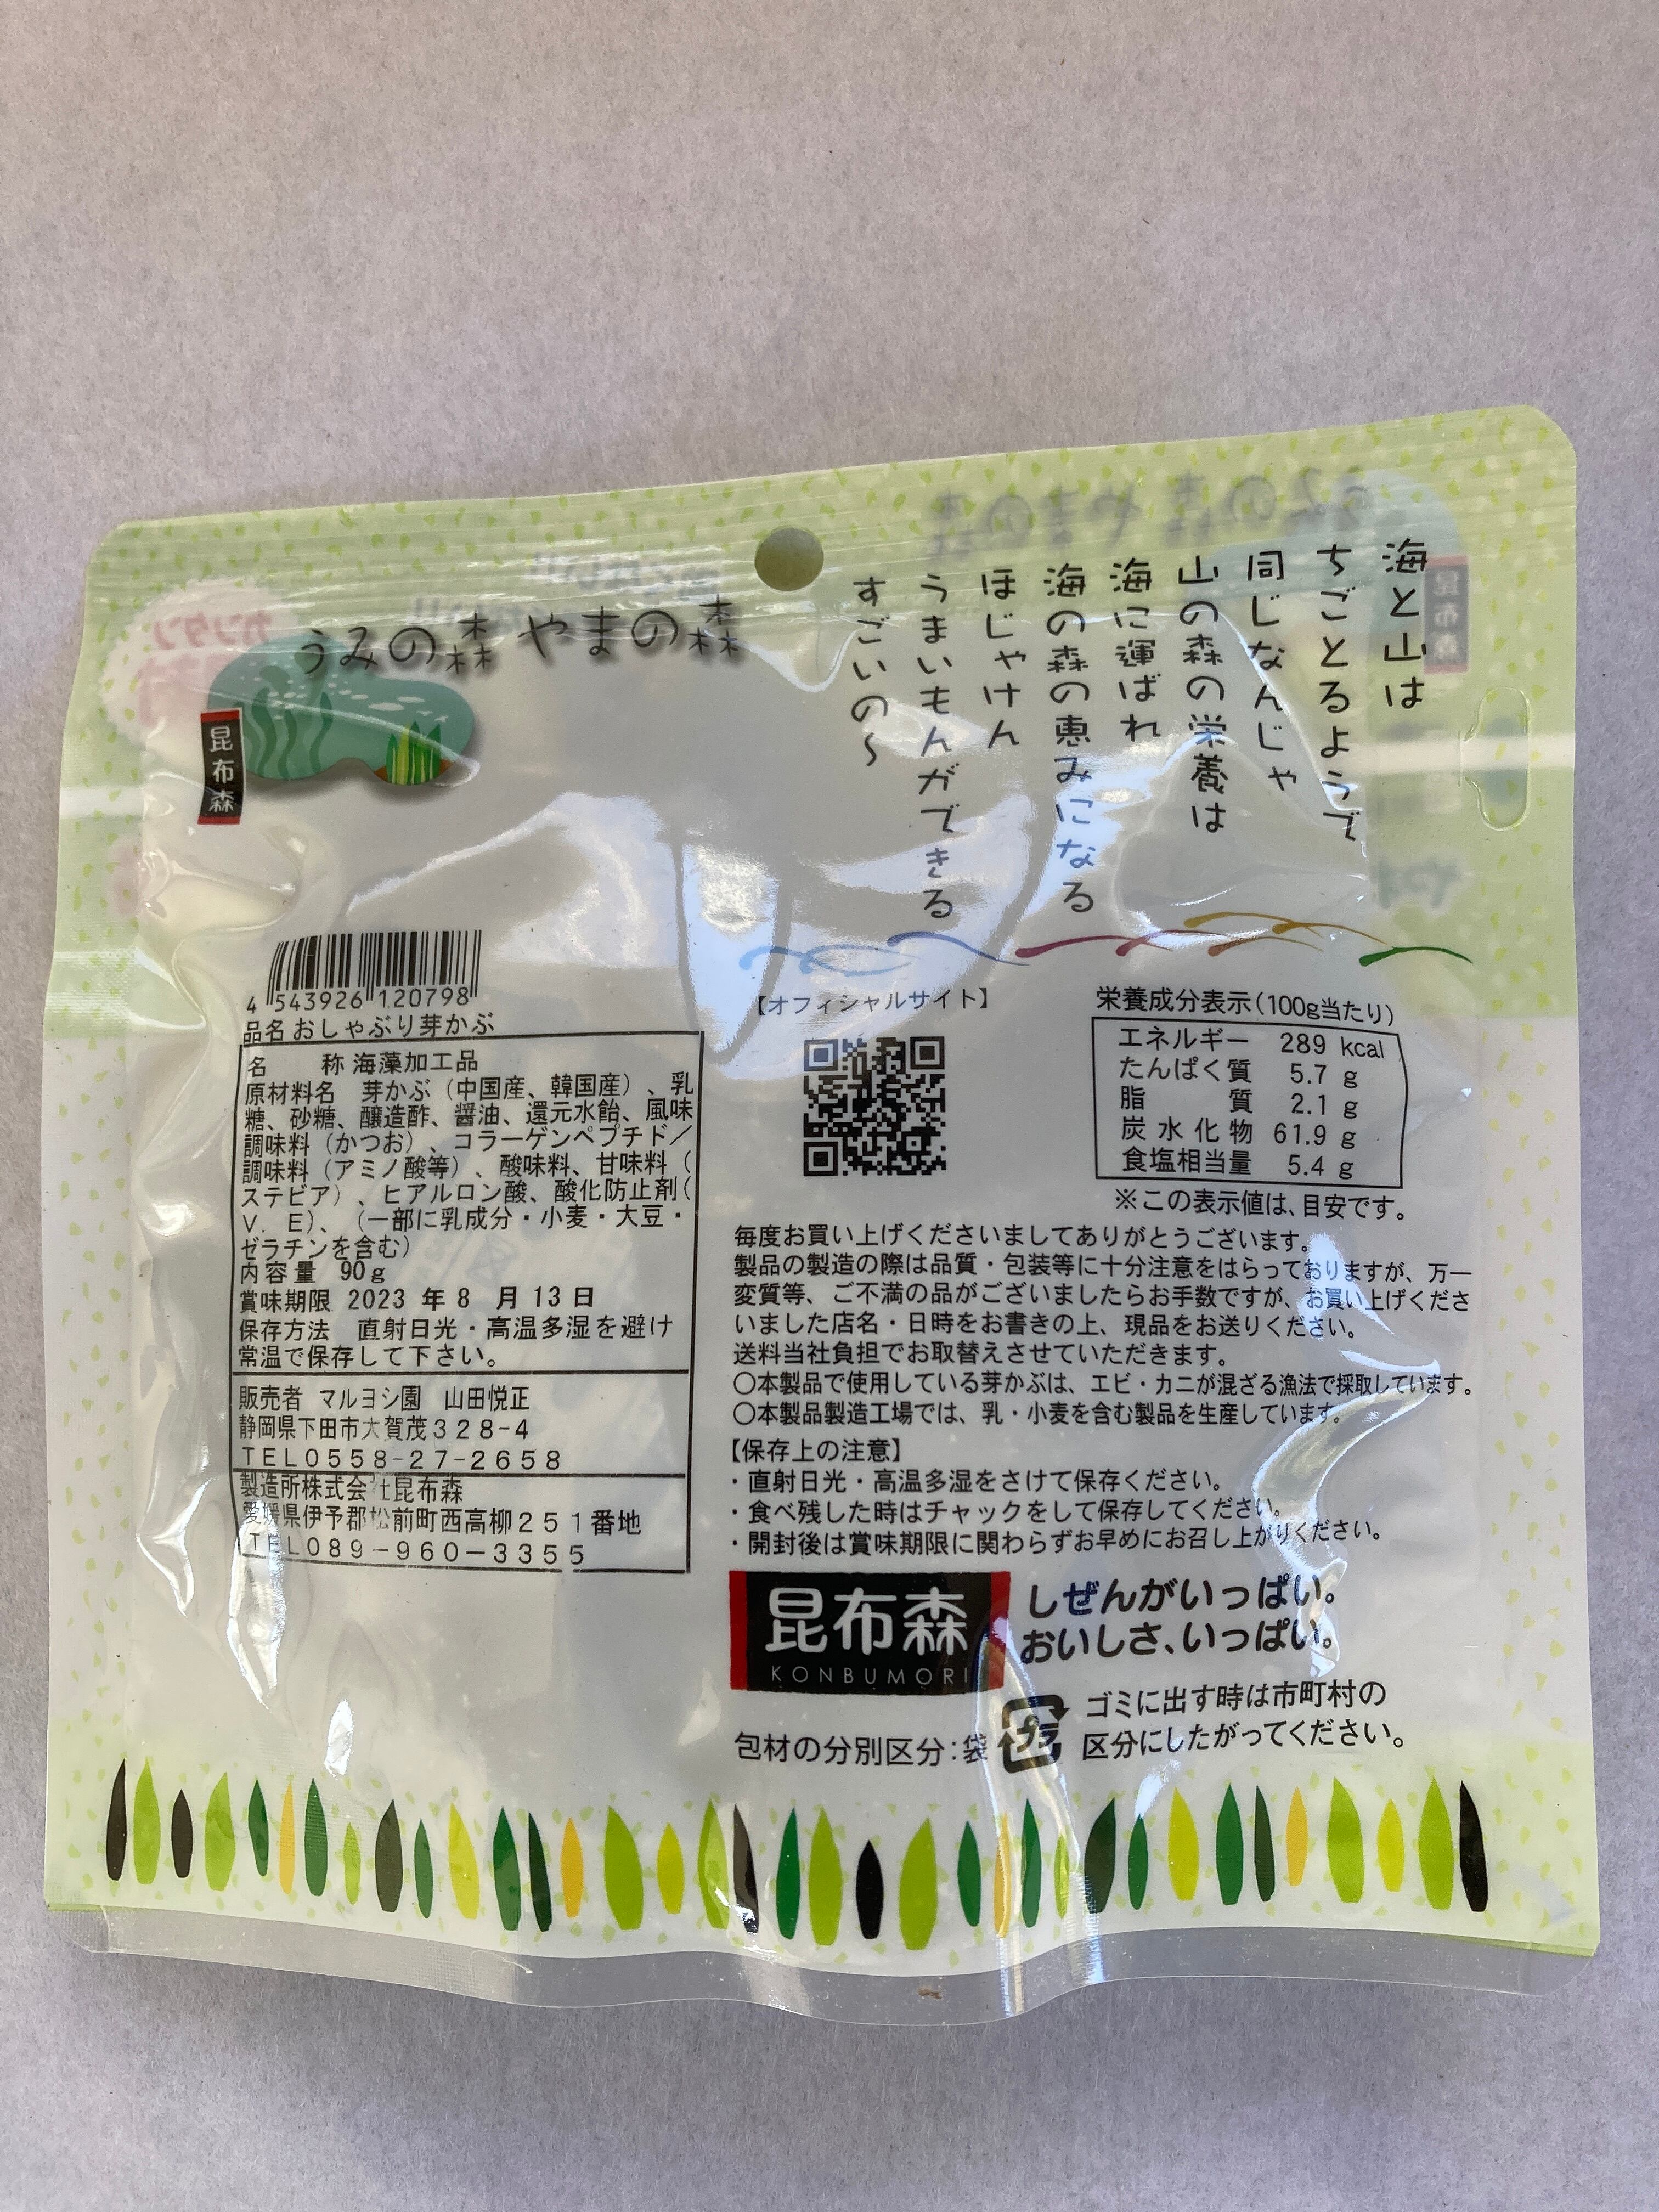 うみの森 やまの森
昆布森
海と山は
ちごとるようで
同じなんじゃ
山の森の栄養は
海に運ばれ
海の森の恵みになる
ほじゃけん
うまいもんができる
すごいの〜
4 543926 120798
品名 おしゃぶり芽かぶ
名　称 海藻加工品
原材料名　芽かぶ（中国産、韓国産）、乳
糖、砂糖、醸造酢、醤油、還元水飴、風味
調味料（かつお）、コラーゲンペプチド／
調味料（アミノ酸等）、酸味料、甘味料（
ステビア）、ヒアルロン酸、酸化防止剤（
V．E）、（一部に乳成分・小麦・大豆・
ゼラチンを含む）
内容量　90g
賞味期限 2023 年 8 月 13 日
保存方法　直射日光・高温多湿を避け
常温で保存して下さい。
販売者 マルヨシ園　山田悦正
静岡県下田市大賀茂３２８-４
TEL０５５８-２７-２６５８
製造所株式会社昆布森
愛媛県伊予郡松前町西高柳２５１番地
TEL０８９－９６０－３３５５
【オフィシャルサイト】
栄養成分表示（100g当たり）
エネルギー 289 kcal
たんぱく質 5.7 g
脂質 2.1 g
炭水化物 61.9 g
食塩相当量 5.4 g
※この表示値は、目安です。
毎度お買い上げくださいましてありがとうございます。
製品の製造の際は品質・包装等に十分注意をはらっておりますが、万一
変質等、ご不満の品がございましたらお手数ですが、お買い上げくださ
いました店名・日時をお書きの上、現品をお送りください。
送料当社負担でお取替えさせていただきます。
○本製品で使用している芽かぶは、エビ・カニが混ざる漁法で採取しています。
○本製品製造工場では、乳・小麦を含む製品を生産しています。
【保存上の注意】
・直射日光・高温多湿をさけて保存ください。
・食べ残した時はチャックをして保存してください。
・開封後は賞味期限に関わらずお早めにお召し上がりください。
昆布森
KONBUMORI
しぜんがいっぱい。
おいしさ、いっぱい。
包材の分別区分：袋
プラ
ゴミに出す時は市町村の
区分にしたがってください。